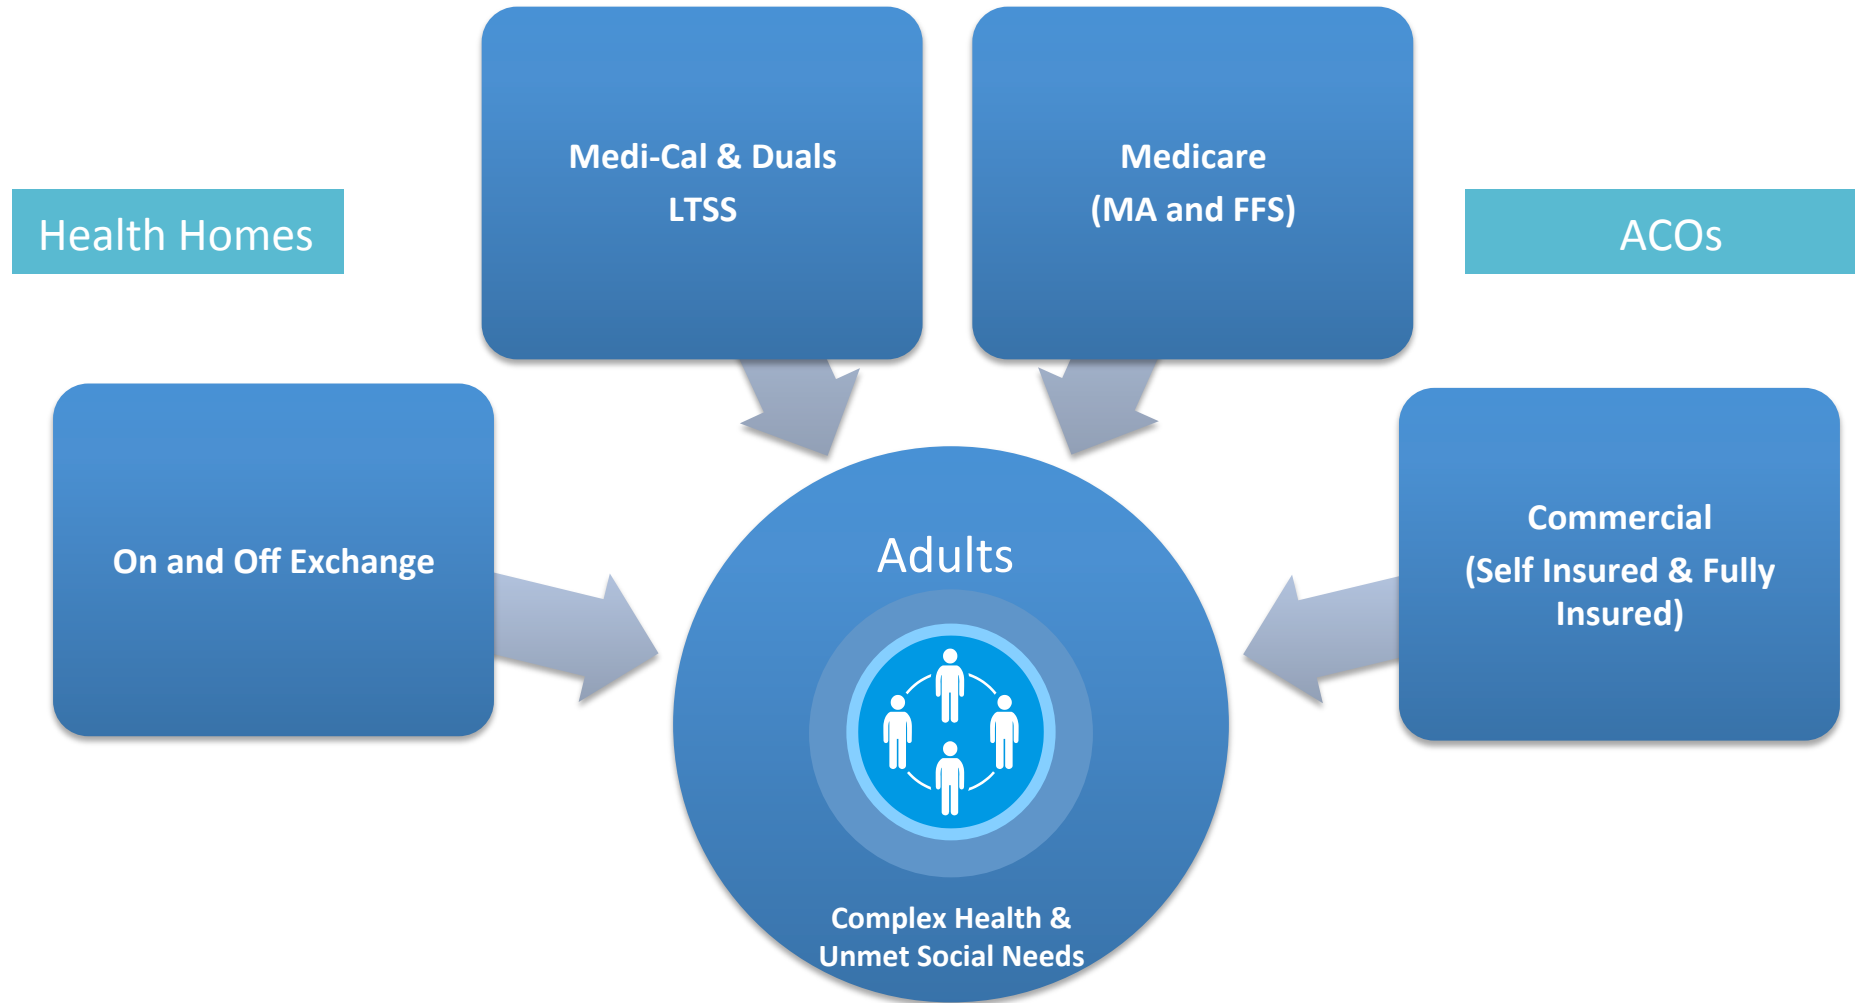 Medi-Cal & Duals
LTSS
Medicare
(MA and FFS)
Health Homes
ACOs
On and Off Exchange
Commercial
(Self Insured & Fully
Insured)
Adults
Complex Health &
Unmet Social Needs